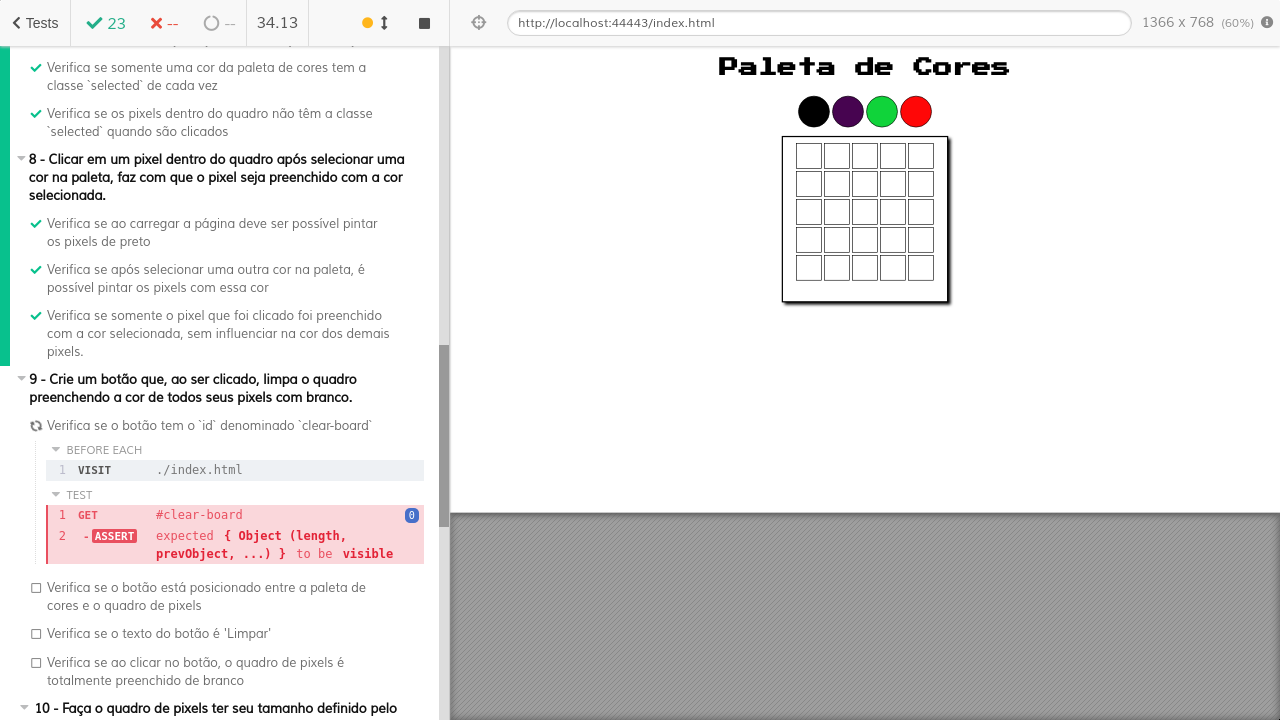 Tests
23
--
--
34.13
http://localhost:44443/index.html
1366 x 768 (60%)
Verifica se somente uma cor da paleta de cores tem a
classe `selected` de cada vez
Verifica se os pixels dentro do quadro não têm a classe
`selected` quando são clicados
8 - Clicar em um pixel dentro do quadro após selecionar uma
cor na paleta, faz com que o pixel seja preenchido com a cor
selecionada.
Verifica se ao carregar a página deve ser possível pintar
os pixels de preto
Verifica se após selecionar uma outra cor na paleta, é
possível pintar os pixels com essa cor
Verifica se somente o pixel que foi clicado foi preenchido
com a cor selecionada, sem influenciar na cor dos demais
pixels.
9 - Crie um botão que, ao ser clicado, limpa o quadro
preenchendo a cor de todos seus pixels com branco.
Verifica se o botão tem o `id` denominado `clear-board`
BEFORE EACH
1 VISIT ./index.html
TEST
1 GET #clear-board 0
2 -ASSERT expected { Object (length,
prevObject, ...) } to be visible
Verifica se o botão está posicionado entre a paleta de
cores e o quadro de pixels
Verifica se o texto do botão é 'Limpar'
Verifica se ao clicar no botão, o quadro de pixels é
totalmente preenchido de branco
10 - Faça o quadro de pixels ter seu tamanho definido pelo
Paleta de Cores